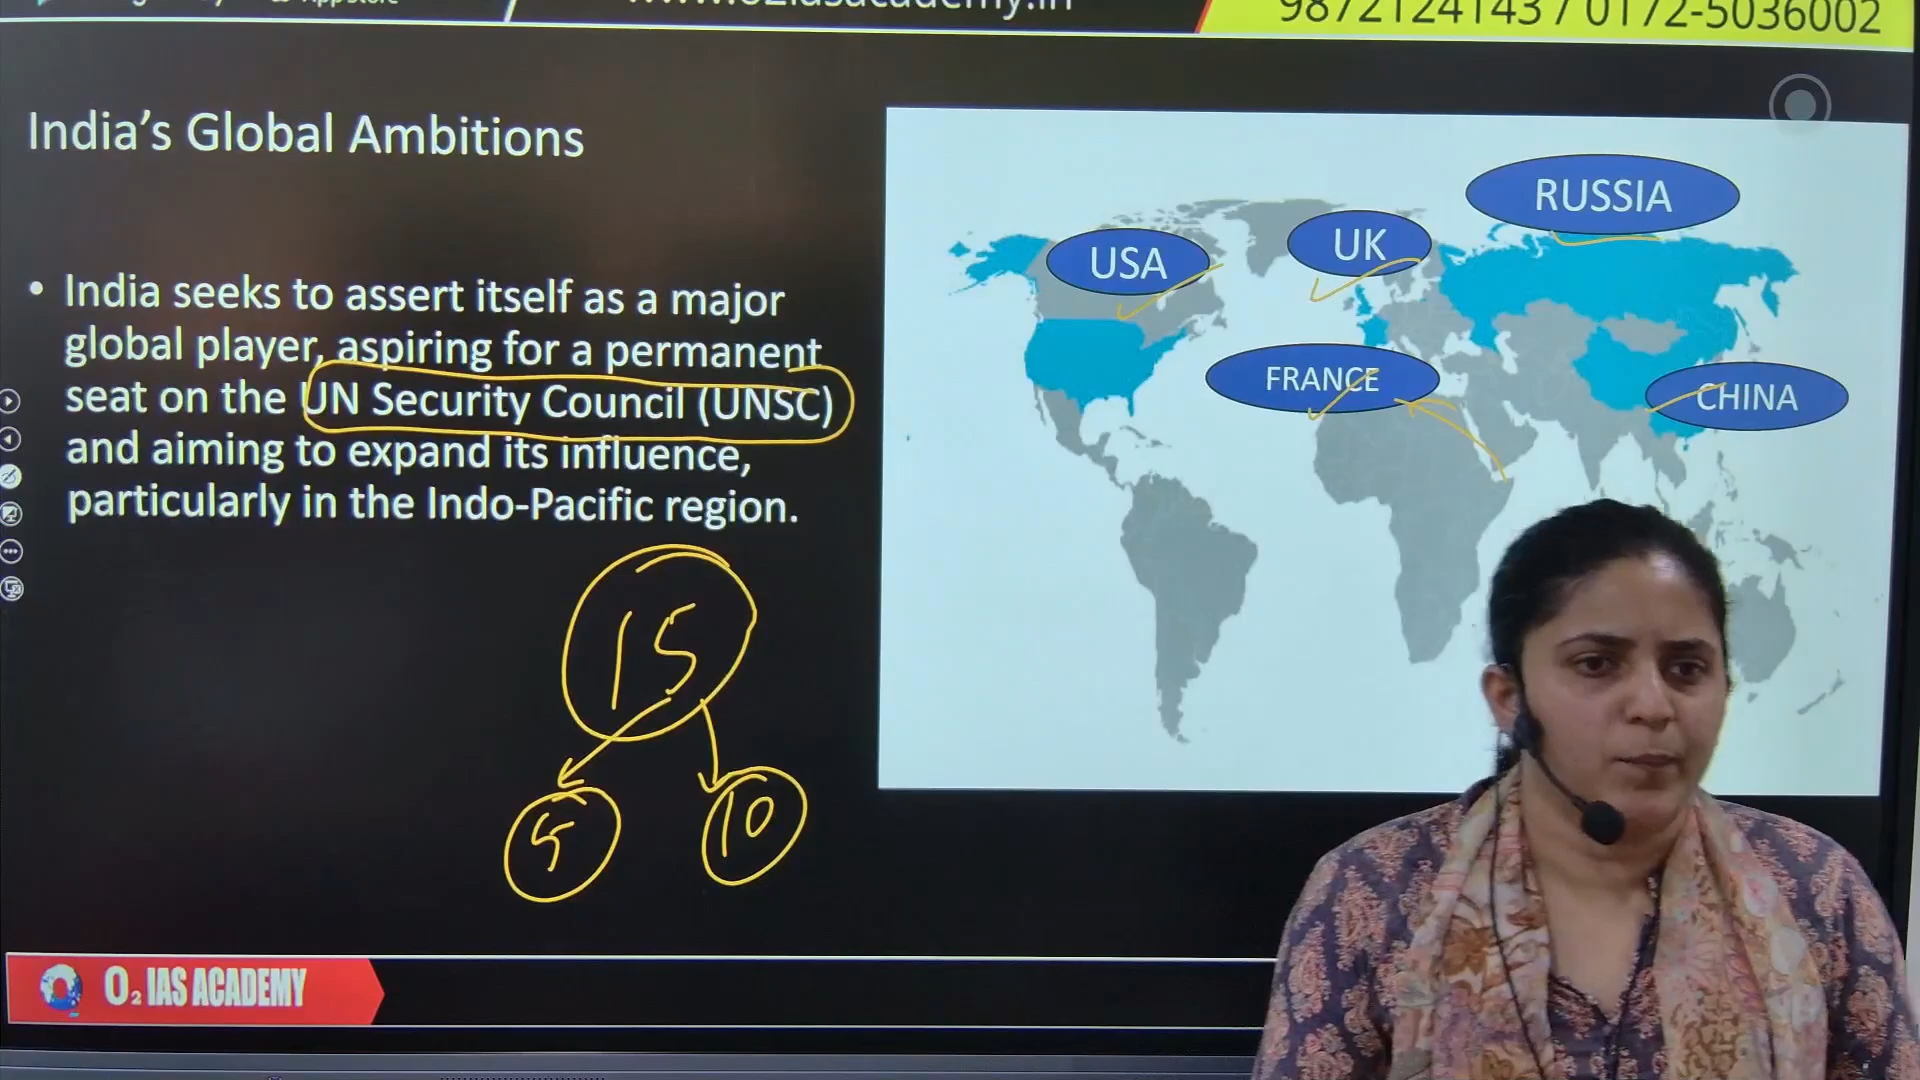 9872124143 / 0172-5036002
India's Global Ambitions
• India seeks to assert itself as a major
global player, aspiring for a permanent
seat on the UN Security Council (UNSC)
and aiming to expand its influence,
particularly in the Indo-Pacific region.
RUSSIA
UK
USA
FRANCE
CHINA
15
5
10
O₂ IAS ACADEMY